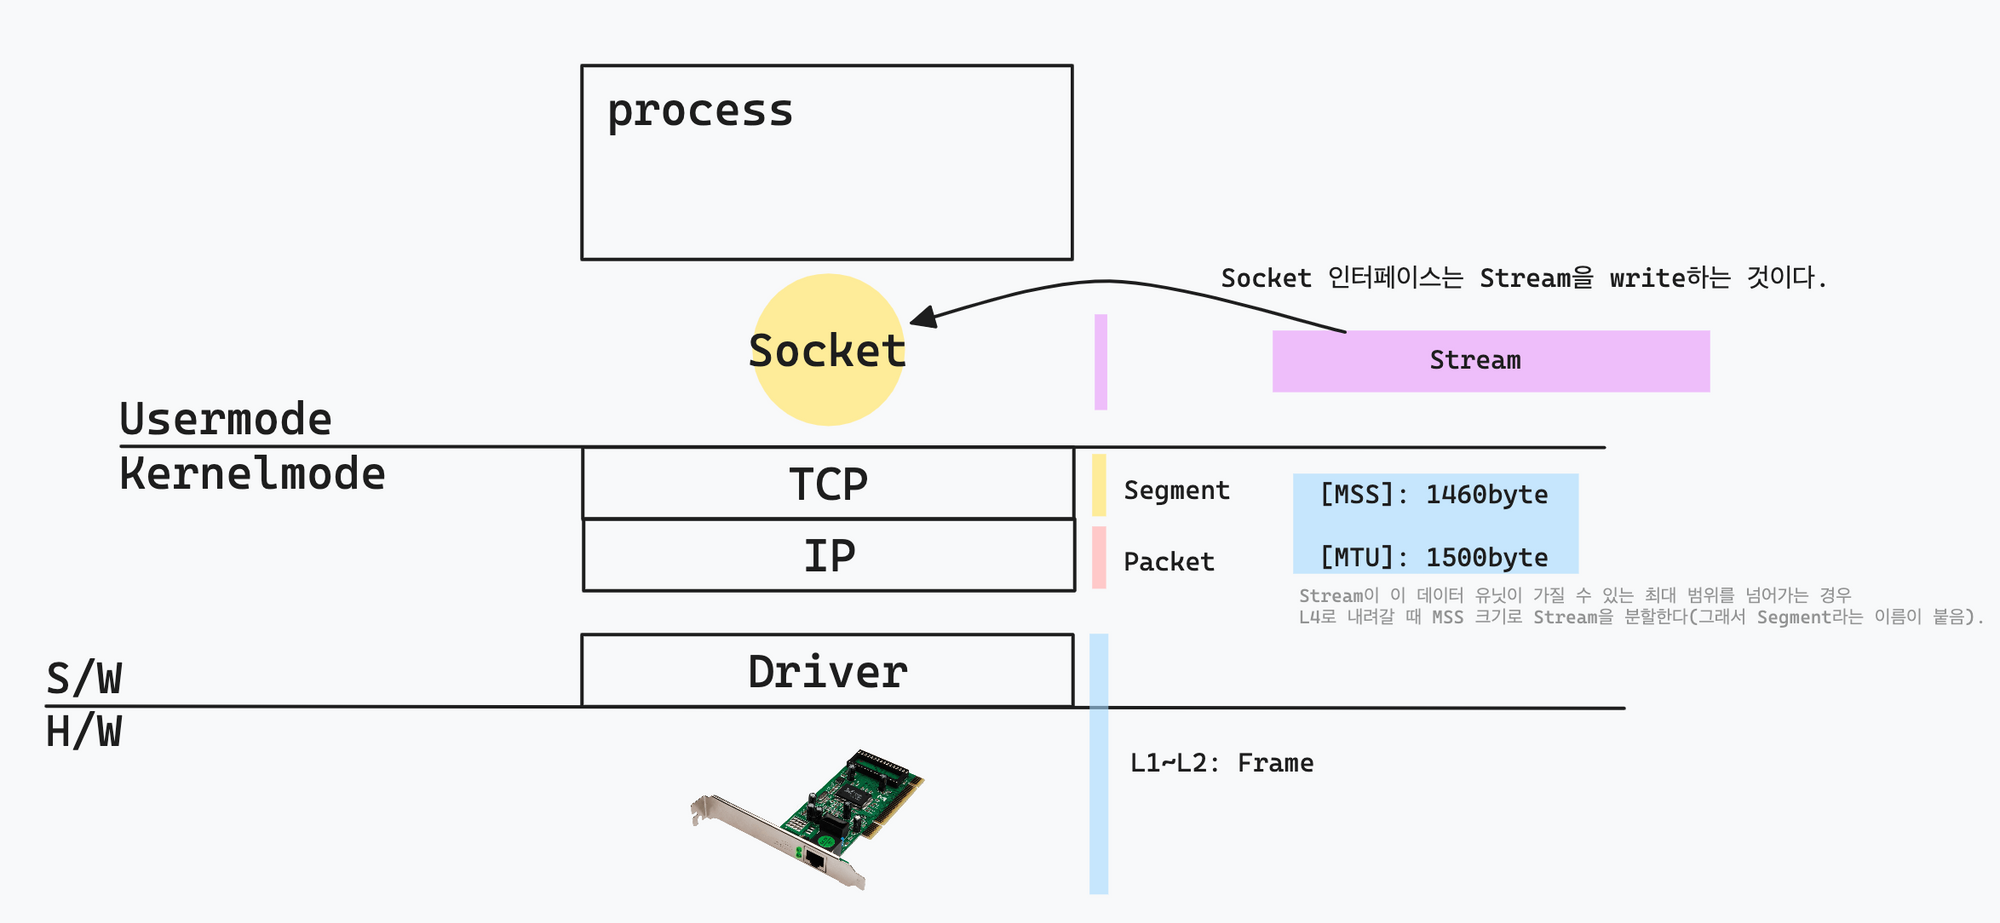 process
Socket 인터페이스는 Stream을 write하는 것이다.
Socket
Stream
Usermode
Kernelmode
TCP
Segment
[MSS]: 1460byte
IP
Packet
[MTU]: 1500byte
Stream이 이 데이터 유닛이 가질 수 있는 최대 범위를 넘어가는 경우
L4로 내려갈 때 MSS 크기로 Stream을 분할한다(그래서 Segment라는 이름이 붙음).
Driver
S/W
H/W
L1~L2: Frame